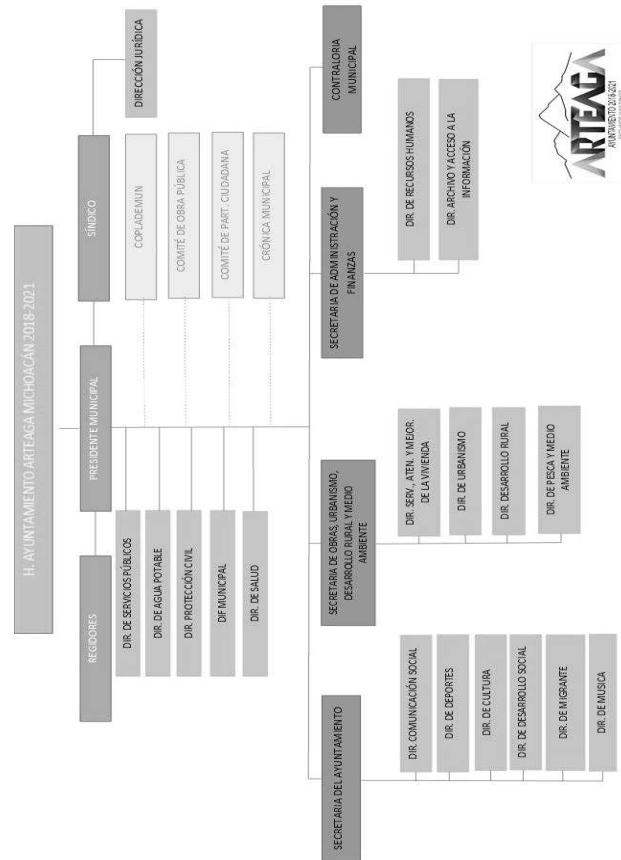 H. AYUNTAMIENTO ARTEAGA MICHOACÁN 2018-2021
REGIDORES
PRESIDENTE MUNICIPAL
SÍNDICO
DIRECCIÓN JURÍDICA
DIR. DE SERVICIOS PÚBLICOS
DIR. DE AGUA POTABLE
DIR. PROTECCIÓN CIVIL
DIF MUNICIPAL
DIR. DE SALUD
COPLADEMUN
COMITÉ DE OBRA PÚBLICA
COMITÉ DE PART. CIUDADANA
CRÓNICA MUNICIPAL
SECRETARIA DEL AYUNTAMIENTO
SECRETARIA DE OBRAS, URBANISMO,
DESARROLLO RURAL Y MEDIO
AMBIENTE
SECRETARIA DE ADMINISTRACIÓN Y
FINANZAS
CONTRALORIA
MUNICIPAL
DIR. COMUNICACIÓN SOCIAL
DIR. DE DEPORTES
DIR. DE CULTURA
DIR. DE DESARROLLO SOCIAL
DIR. DE MIGRANTE
DIR. DE MUSICA
DIR. SERV., ATEN. Y MEJOR.
DE LA VIVIENDA
DIR. DE URBANISMO
DIR. DESARROLLO RURAL
DIR. DE PESCA Y MEDIO
AMBIENTE
DIR. DE RECURSOS HUMANOS
DIR. ARCHIVO Y ACCESO A LA
INFORMACIÓN
ARTEAGA
AYUNTAMIENTO 2018-2021